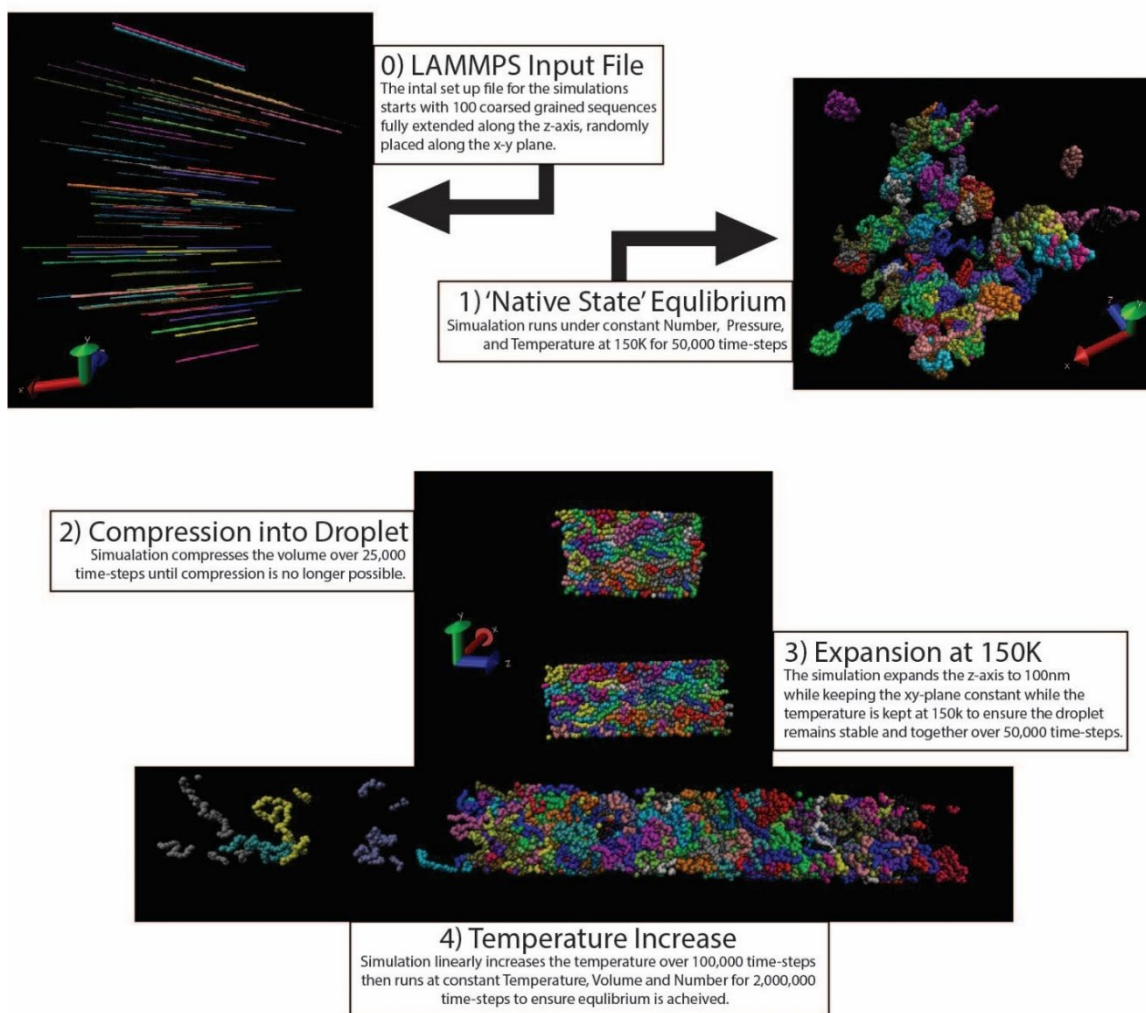 0) LAMMPS Input File
The intal set up file for the simulations
starts with 100 coarsed grained sequences
fully extended along the z-axis, randomly
placed along the x-y plane.
1) ‘Native State’ Equlibrium
Simuulation runs under constant Number, Pressure,
and Temperature at 150K for 50,000 time-steps
2) Compression into Droplet
Simuulation compresses the volume over 25,000
time-steps until compression is no longer possible.
3) Expansion at 150K
The simulation expands the z-axis to 100nm
while keeping the xy-plane constant while the
temperature is kept at 150k to ensure the droplet
remains stable and together over 50,000 time-steps.
4) Temperature Increase
Simulation linearly increases the temperature over 100,000 time-steps
then runs at constant Temperature, Volume and Number for 2,000,000
time-steps to ensure equlibrium is acheived.